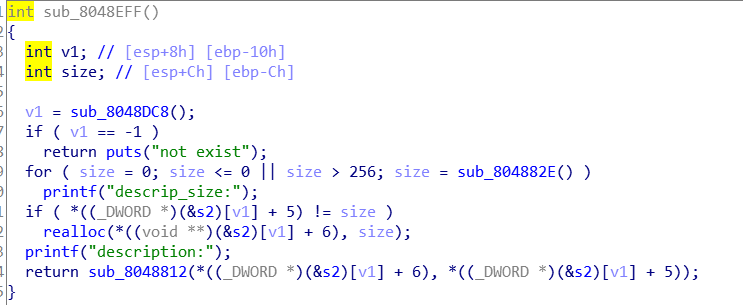 int sub_8048EFF()
{
  int v1; // [esp+8h] [ebp-10h]
  int size; // [esp+Ch] [ebp-Ch]

  v1 = sub_8048DC8();
  if ( v1 == -1 )
    return puts("not exist");
  for ( size = 0; size <= 0 || size > 256; size = sub_804882E() )
    printf("descrip_size:");
  if ( *((_DWORD *)(&s2)[v1] + 5) != size )
    realloc(*((void **)(&s2)[v1] + 6), size);
  printf("description:");
  return sub_8048812(*((_DWORD *)(&s2)[v1] + 6), *((_DWORD *)(&s2)[v1] + 5));
}